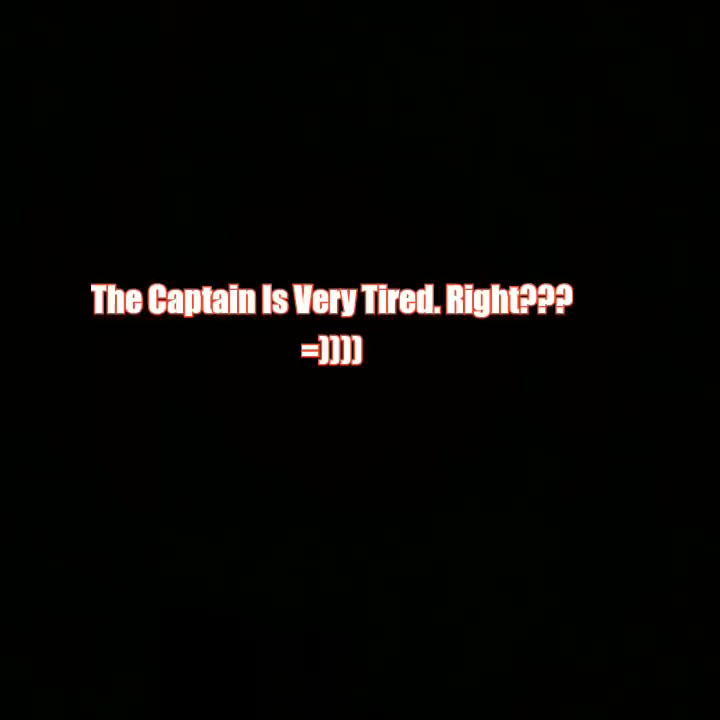 The Captain Is Very Tired. Right???
=))))